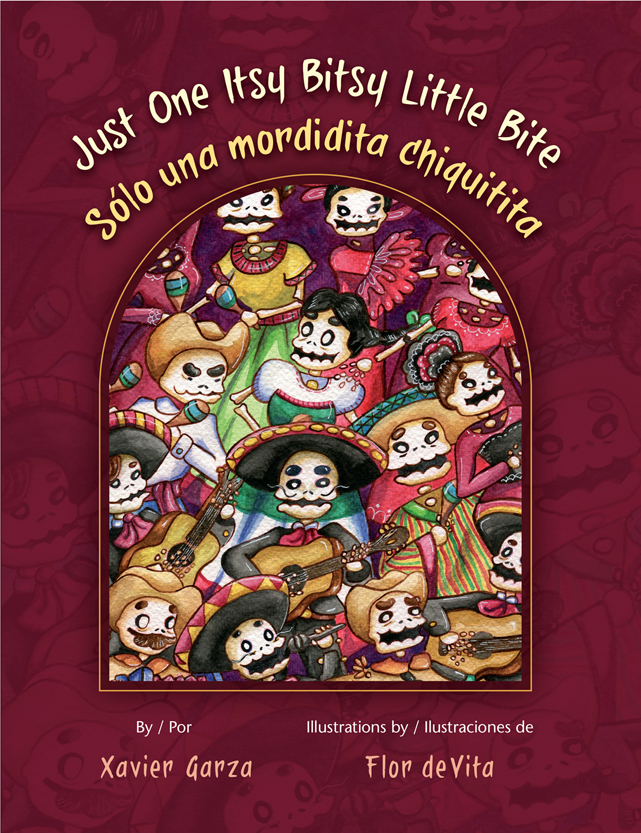 Just One Itsy Bitsy Little Bite
Sólo una mordidita chiquitita
By / Por
Xavier Garza
Illustrations by / Ilustraciones de
Flor deVita